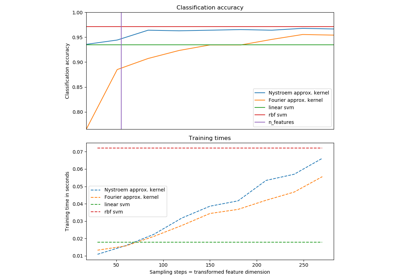 Classification accuracy
1.00
0.95
0.90
0.85
0.80
Classification accuracy
Nystroem approx. kernel
Fourier approx. kernel
linear svm
rbf svm
n_features
Training times
0.07
0.06
0.05
0.04
0.03
0.02
0.01
Training time in seconds
Nystroem approx. kernel
Fourier approx. kernel
linear svm
rbf svm
50 100 150 200 250
Sampling steps = transformed feature dimension